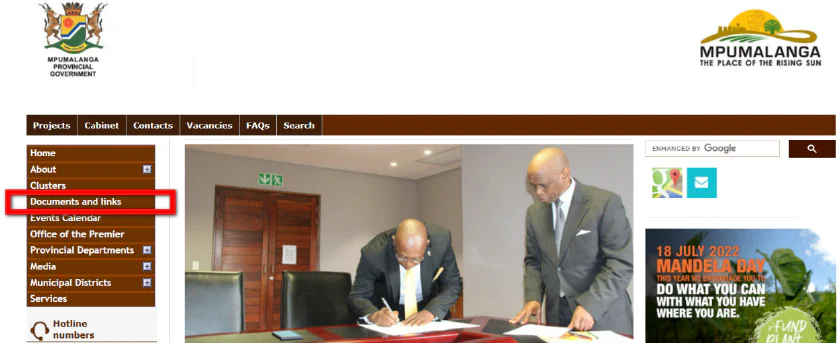 MPUMALANGA
PROVINCIAL
GOVERNMENT
MPUMALANGA
THE PLACE OF THE RISING SUN
Projects Cabinet Contacts Vacancies FAQs Search
Home
About
Clusters
Documents and links
Events Calendar
Office of the Premier
Provincial Departments
Media
Municipal Districts
Services
Hotline
numbers
ENHANCED BY Google
18 JULY 2022
MANDELA DAY
THIS YEAR WE ENCOURAGE YOU TO
DO WHAT YOU CAN
WITH WHAT YOU HAVE
WHERE YOU ARE.
FUND
PLANT